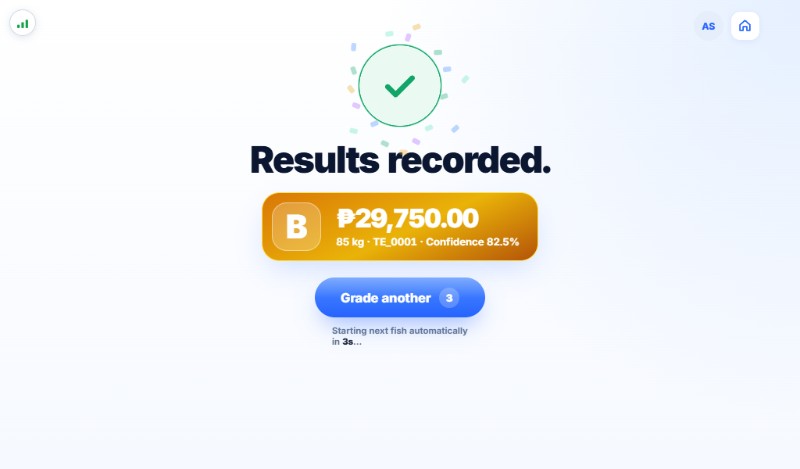 AS
Results recorded.
B
₱29,750.00
85 kg · TE_0001 · Confidence 82.5%
Grade another 3
Starting next fish automatically
in 3s...